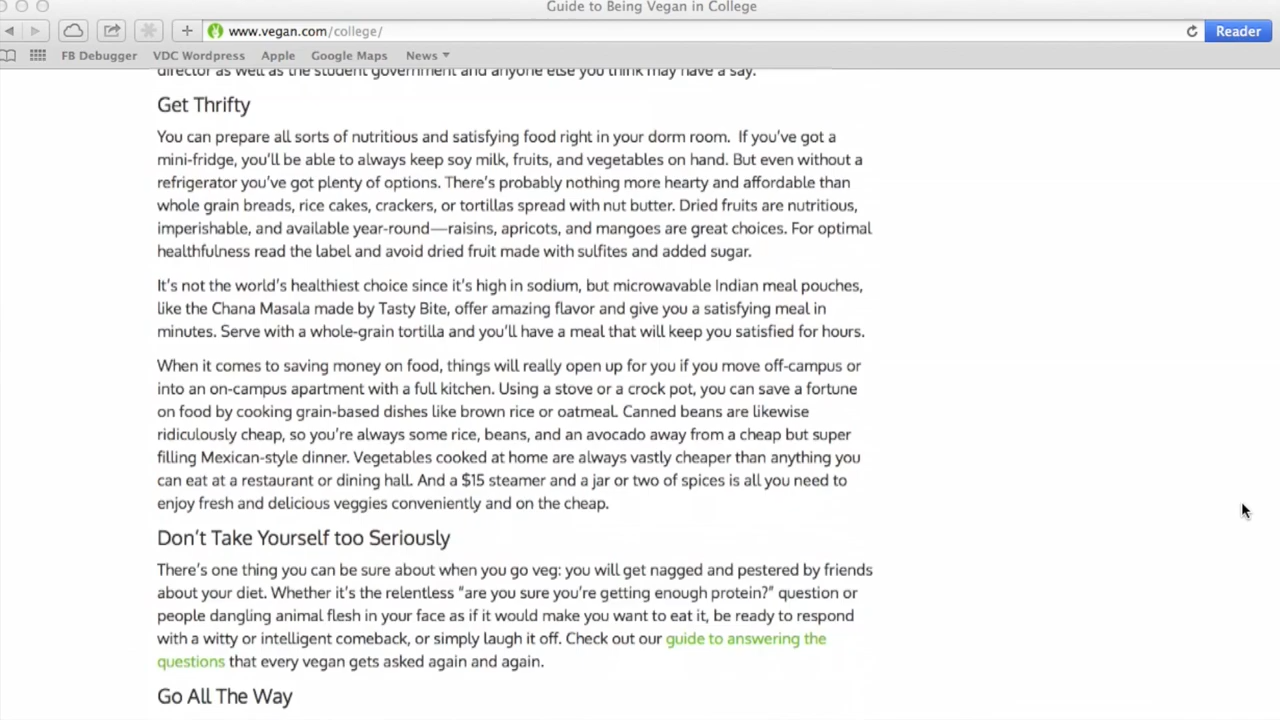 Guide to Being Vegan in College
www.vegan.com/college/
Reader
FB Debugger VDC Wordpress Apple Google Maps News
director as well as the student government and anyone else you think may have a say.
Get Thrifty
You can prepare all sorts of nutritious and satisfying food right in your dorm room.  If you've got a
mini-fridge, you'll be able to always keep soy milk, fruits, and vegetables on hand. But even without a
refrigerator you've got plenty of options. There's probably nothing more hearty and affordable than
whole grain breads, rice cakes, crackers, or tortillas spread with nut butter. Dried fruits are nutritious,
imperishable, and available year-round—raisins, apricots, and mangoes are great choices. For optimal
healthfulness read the label and avoid dried fruit made with sulfites and added sugar.
It's not the world's healthiest choice since it's high in sodium, but microwavable Indian meal pouches,
like the Chana Masala made by Tasty Bite, offer amazing flavor and give you a satisfying meal in
minutes. Serve with a whole-grain tortilla and you'll have a meal that will keep you satisfied for hours.
When it comes to saving money on food, things will really open up for you if you move off-campus or
into an on-campus apartment with a full kitchen. Using a stove or a crock pot, you can save a fortune
on food by cooking grain-based dishes like brown rice or oatmeal. Canned beans are likewise
ridiculously cheap, so you're always some rice, beans, and an avocado away from a cheap but super
filling Mexican-style dinner. Vegetables cooked at home are always vastly cheaper than anything you
can eat at a restaurant or dining hall. And a $15 steamer and a jar or two of spices is all you need to
enjoy fresh and delicious veggies conveniently and on the cheap.
Don't Take Yourself too Seriously
There's one thing you can be sure about when you go veg: you will get nagged and pestered by friends
about your diet. Whether it's the relentless "are you sure you're getting enough protein?" question or
people dangling animal flesh in your face as if it would make you want to eat it, be ready to respond
with a witty or intelligent comeback, or simply laugh it off. Check out our guide to answering the
questions that every vegan gets asked again and again.
Go All The Way